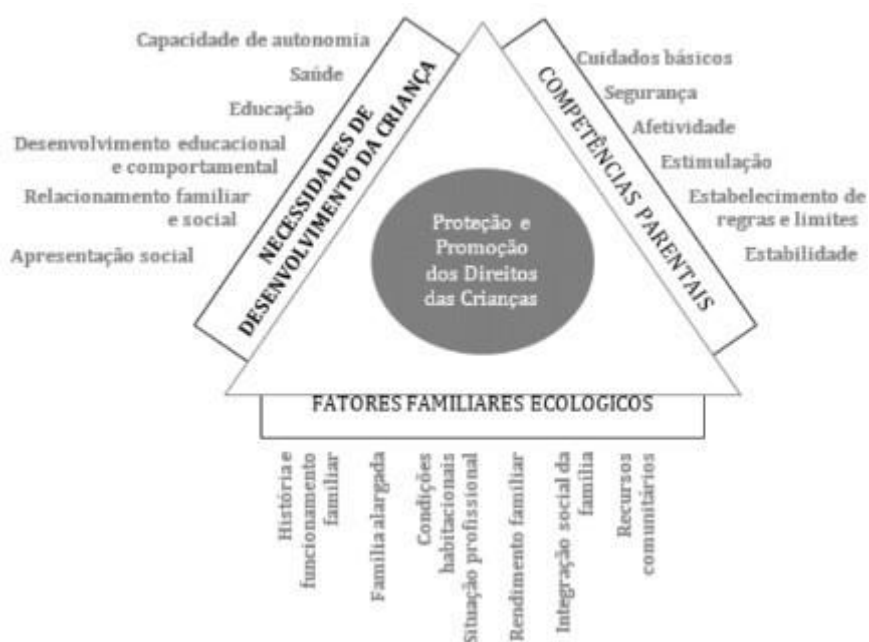 Capacidade de autonomia
Saúde
Educação
Desenvolvimento educacional
e comportamental
Relacionamento familiar
e social
Apresentação social
NECESSIDADES DE
DESENVOLVIMENTO DA CRIANÇA
Proteção e
Promoção
dos Direitos
das Crianças
COMPETÊNCIAS PARENTAIS
Cuidados básicos
Segurança
Afetividade
Estimulação
Estabelecimento de
regras e limites
Estabilidade
FATORES FAMILIARES ECOLOGICOS
História e
funcionamento
familiar
Familia alargada
Condições
habitacionais
Situação profissional
Rendimento familiar
Integração social da
família
Recursos
comunitários